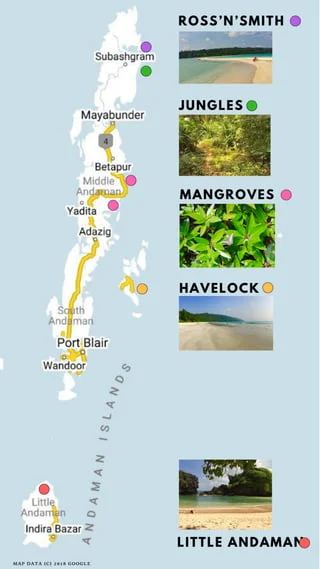 ROSS'N'SMITH
Subashgram
JUNGLES
Mayabunder
4
Betapur
Middle
Andaman
MANGROVES
Yadita
Adazig
HAVELOCK
South
Andaman
Port Blair
Wandoor
ANDAMAN ISLANDS
Little
Andaman
Indira Bazar
LITTLE ANDAMAN
MAP DATA (C) 2018 GOOGLE